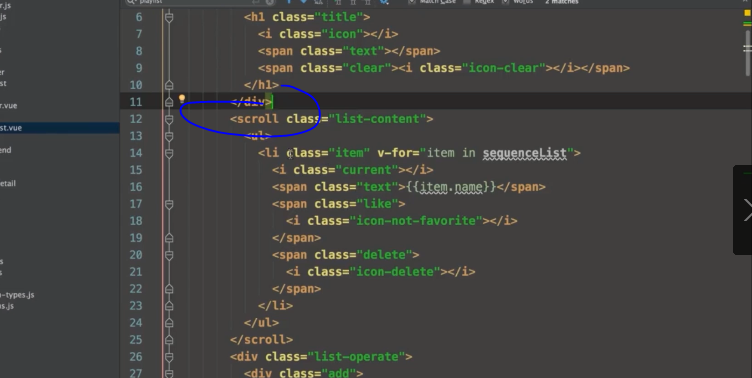 r.js
js
playlist
Match Case
Regex
Words
2 matches
er
st
r.vue
st.vue
end
etail
s
s
-types.js
ns.js
6 <h1 class="title">
7 <i class="icon"></i>
8 <span class="text"></span>
9 <span class="clear"><i class="icon-clear"></i></span>
10 </h1>
11 </div>
12 <scroll class="list-content">
13 <ul>
14 <li class="item" v-for="item in sequenceList">
15 <i class="current"></i>
16 <span class="text">{{item.name}}</span>
17 <span class="like">
18 <i class="icon-not-favorite"></i>
19 </span>
20 <span class="delete">
21 <i class="icon-delete"></i>
22 </span>
23 </li>
24 </ul>
25 </scroll>
26 <div class="list-operate">
27 <div class="add">